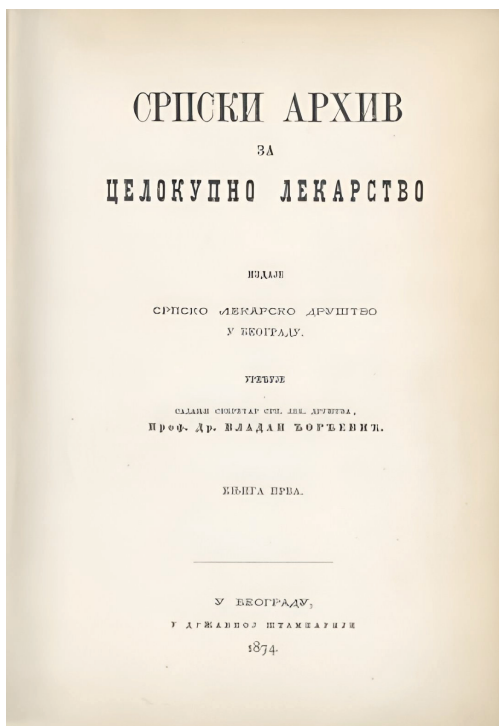 СРПСКИ АРХИВ
ЗА
ЦЕЛОКУПНО ЛЕКАРСТВО
ИЗДАЈЕ
СРПСКО ЛЕКАРСКО ДРУШТВО
У БЕОГРАДУ.
УРЕЂУЈЕ
САДАЊИ СЕКРЕТАР СРП. ЛЕК. ДРУШТВА,
Проф. Др. ВЛАДАН ЂОРЂЕВИЋ.
КЊИГА ПРВА.
У БЕОГРАДУ,
У ДРЖАВНОЈ ШТАМПАРИЈИ
1874.